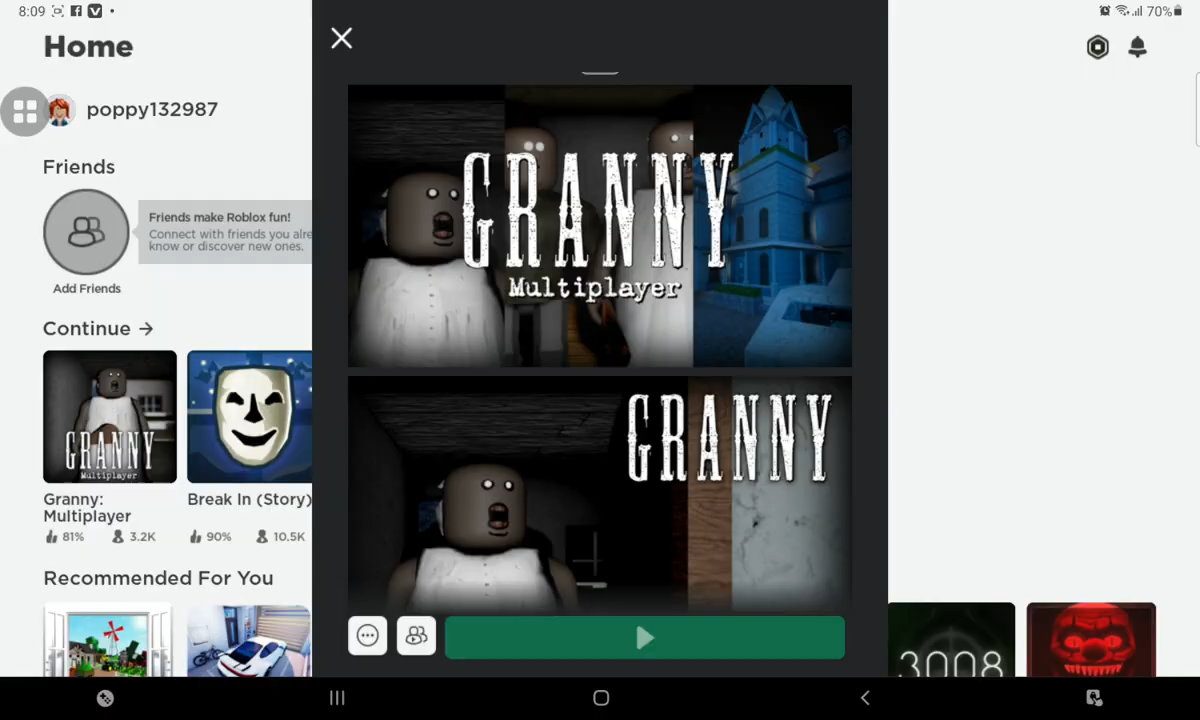 8:09
70%
Home
poppy132987
Friends
Friends make Roblox fun!
Connect with friends you alre
know or discover new ones.
Add Friends
Continue →
GRANNY
Multiplayer
Granny:
Multiplayer
81%
3.2K
Break In (Story)
90%
10.5K
Recommended For You
GRANNY
Multiplayer
GRANNY
3008